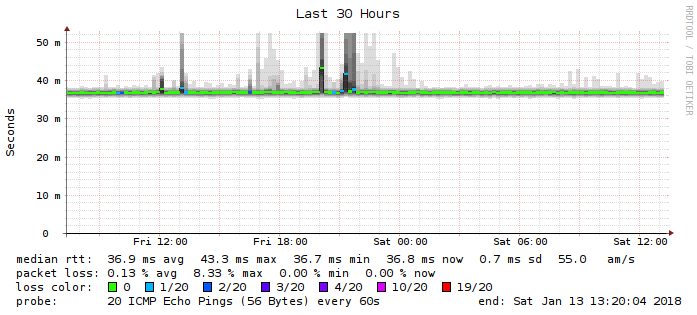 Last 30 Hours
RRDTOOL / TOBI OETIKER
Seconds
50 m
40 m
30 m
20 m
10 m
0
Fri 12:00 Fri 18:00 Sat 00:00 Sat 06:00 Sat 12:00
median rtt: 36.9 ms avg 43.3 ms max 36.7 ms min 36.8 ms now 0.7 ms sd 55.0 am/s
packet loss: 0.13 % avg 8.33 % max 0.00 % min 0.00 % now
loss color: 0 1/20 2/20 3/20 4/20 10/20 19/20
probe: 20 ICMP Echo Pings (56 Bytes) every 60s end: Sat Jan 13 13:20:04 2018